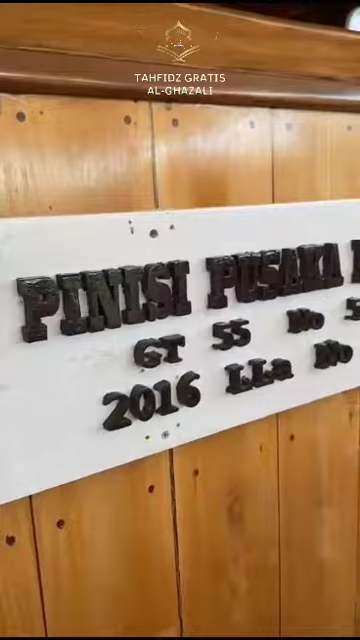 TAHFIDZ GRATIS
AL-GHAZALI
PINISI PUSAKA
GT 55 No
2016 LLa No